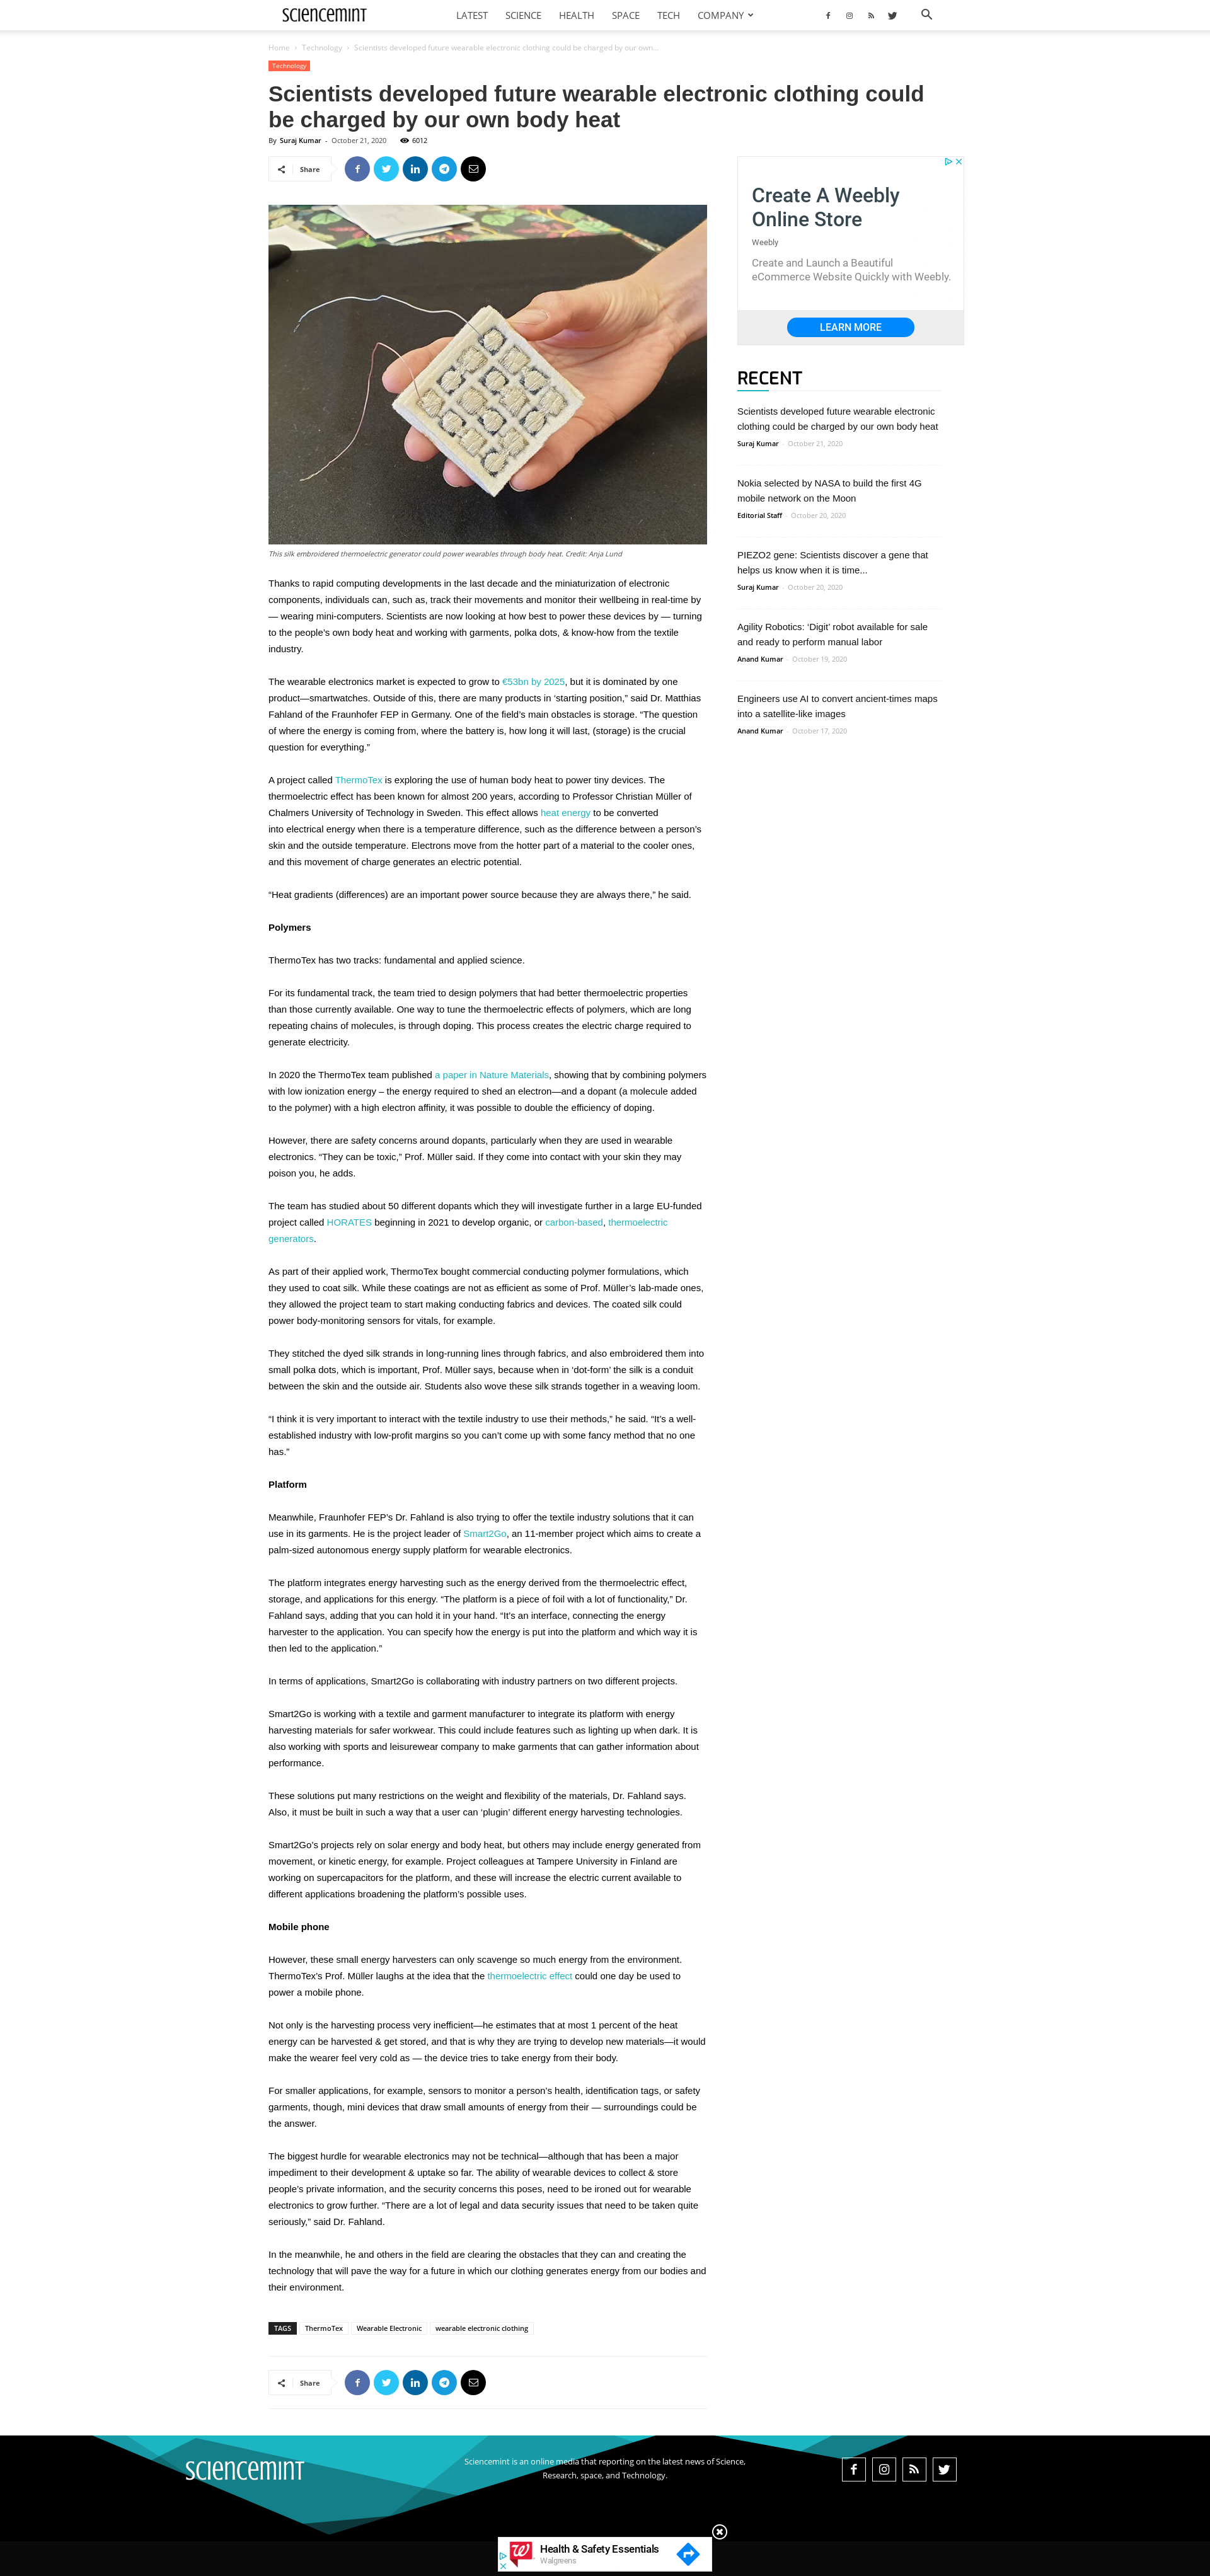 sciencemint
LATEST SCIENCE HEALTH SPACE TECH COMPANY
Home › Technology › Scientists developed future wearable electronic clothing could be charged by our own...
Technology
Scientists developed future wearable electronic clothing could
be charged by our own body heat
By Suraj Kumar - October 21, 2020 6012
Share
Create A Weebly
Online Store
Weebly
Create and Launch a Beautiful
eCommerce Website Quickly with Weebly.
LEARN MORE
This silk embroidered thermoelectric generator could power wearables through body heat. Credit: Anja Lund
Thanks to rapid computing developments in the last decade and the miniaturization of electronic
components, individuals can, such as, track their movements and monitor their wellbeing in real-time by
— wearing mini-computers. Scientists are now looking at how best to power these devices by — turning
to the people's own body heat and working with garments, polka dots, & know-how from the textile
industry.
The wearable electronics market is expected to grow to €53bn by 2025, but it is dominated by one
product—smartwatches. Outside of this, there are many products in ‘starting position,” said Dr. Matthias
Fahland of the Fraunhofer FEP in Germany. One of the field’s main obstacles is storage. “The question
of where the energy is coming from, where the battery is, how long it will last, (storage) is the crucial
question for everything.”
A project called ThermoTex is exploring the use of human body heat to power tiny devices. The
thermoelectric effect has been known for almost 200 years, according to Professor Christian Müller of
Chalmers University of Technology in Sweden. This effect allows heat energy to be converted
into electrical energy when there is a temperature difference, such as the difference between a person’s
skin and the outside temperature. Electrons move from the hotter part of a material to the cooler ones,
and this movement of charge generates an electric potential.
“Heat gradients (differences) are an important power source because they are always there,” he said.
Polymers
ThermoTex has two tracks: fundamental and applied science.
For its fundamental track, the team tried to design polymers that had better thermoelectric properties
than those currently available. One way to tune the thermoelectric effects of polymers, which are long
repeating chains of molecules, is through doping. This process creates the electric charge required to
generate electricity.
In 2020 the ThermoTex team published a paper in Nature Materials, showing that by combining polymers
with low ionization energy – the energy required to shed an electron—and a dopant (a molecule added
to the polymer) with a high electron affinity, it was possible to double the efficiency of doping.
However, there are safety concerns around dopants, particularly when they are used in wearable
electronics. “They can be toxic,” Prof. Müller said. If they come into contact with your skin they may
poison you, he adds.
The team has studied about 50 different dopants which they will investigate further in a large EU-funded
project called HORATES beginning in 2021 to develop organic, or carbon-based, thermoelectric
generators.
As part of their applied work, ThermoTex bought commercial conducting polymer formulations, which
they used to coat silk. While these coatings are not as efficient as some of Prof. Müller’s lab-made ones,
they allowed the project team to start making conducting fabrics and devices. The coated silk could
power body-monitoring sensors for vitals, for example.
They stitched the dyed silk strands in long-running lines through fabrics, and also embroidered them into
small polka dots, which is important, Prof. Müller says, because when in ‘dot-form’ the silk is a conduit
between the skin and the outside air. Students also wove these silk strands together in a weaving loom.
“I think it is very important to interact with the textile industry to use their methods,” he said. “It’s a well-
established industry with low-profit margins so you can’t come up with some fancy method that no one
has.”
Platform
Meanwhile, Fraunhofer FEP’s Dr. Fahland is also trying to offer the textile industry solutions that it can
use in its garments. He is the project leader of Smart2Go, an 11-member project which aims to create a
palm-sized autonomous energy supply platform for wearable electronics.
The platform integrates energy harvesting such as the energy derived from the thermoelectric effect,
storage, and applications for this energy. “The platform is a piece of foil with a lot of functionality,” Dr.
Fahland says, adding that you can hold it in your hand. “It’s an interface, connecting the energy
harvester to the application. You can specify how the energy is put into the platform and which way it is
then led to the application.”
In terms of applications, Smart2Go is collaborating with industry partners on two different projects.
Smart2Go is working with a textile and garment manufacturer to integrate its platform with energy
harvesting materials for safer workwear. This could include features such as lighting up when dark. It is
also working with sports and leisurewear company to make garments that can gather information about
performance.
These solutions put many restrictions on the weight and flexibility of the materials, Dr. Fahland says.
Also, it must be built in such a way that a user can ‘plugin’ different energy harvesting technologies.
Smart2Go’s projects rely on solar energy and body heat, but others may include energy generated from
movement, or kinetic energy, for example. Project colleagues at Tampere University in Finland are
working on supercapacitors for the platform, and these will increase the electric current available to
different applications broadening the platform’s possible uses.
Mobile phone
However, these small energy harvesters can only scavenge so much energy from the environment.
ThermoTex’s Prof. Müller laughs at the idea that the thermoelectric effect could one day be used to
power a mobile phone.
Not only is the harvesting process very inefficient—he estimates that at most 1 percent of the heat
energy can be harvested & get stored, and that is why they are trying to develop new materials—it would
make the wearer feel very cold as — the device tries to take energy from their body.
For smaller applications, for example, sensors to monitor a person’s health, identification tags, or safety
garments, though, mini devices that draw small amounts of energy from their — surroundings could be
the answer.
The biggest hurdle for wearable electronics may not be technical—although that has been a major
impediment to their development & uptake so far. The ability of wearable devices to collect & store
people’s private information, and the security concerns this poses, need to be ironed out for wearable
electronics to grow further. “There are a lot of legal and data security issues that need to be taken quite
seriously,” said Dr. Fahland.
In the meanwhile, he and others in the field are clearing the obstacles that they can and creating the
technology that will pave the way for a future in which our clothing generates energy from our bodies and
their environment.
TAGS ThermoTex Wearable Electronic wearable electronic clothing
Share
RECENT
Scientists developed future wearable electronic
clothing could be charged by our own body heat
Suraj Kumar - October 21, 2020
Nokia selected by NASA to build the first 4G
mobile network on the Moon
Editorial Staff - October 20, 2020
PIEZO2 gene: Scientists discover a gene that
helps us know when it is time...
Suraj Kumar - October 20, 2020
Agility Robotics: ‘Digit’ robot available for sale
and ready to perform manual labor
Anand Kumar - October 19, 2020
Engineers use AI to convert ancient-times maps
into a satellite-like images
Anand Kumar - October 17, 2020
sciencemint
Sciencemint is an online media that reporting on the latest news of Science,
Research, space, and Technology.
Health & Safety Essentials
Walgreens